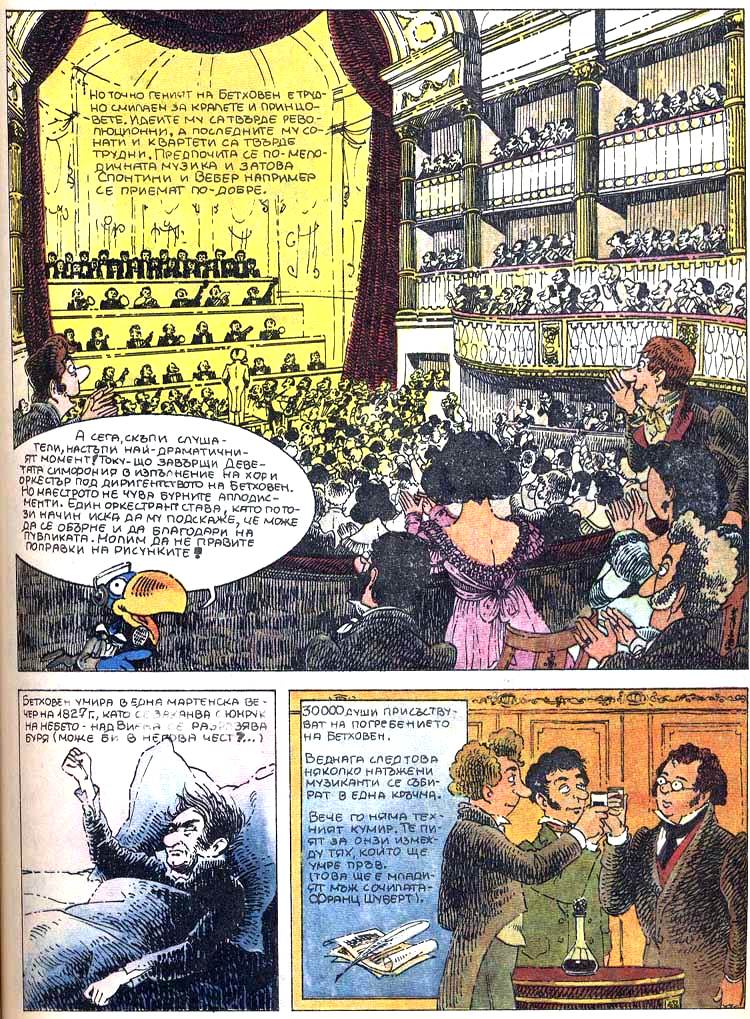 НО ТОЧНО ГЕНИЯТ НА БЕТХОВЕН Е ТРУД-
НО СМИЛАЕМ ЗА КРАЛЕТЕ И ПРИНЦО-
ВЕТЕ. ИДЕИТЕ МУ СА ТВЪРДЕ РЕВО-
ЛЮЦИОННИ, А ПОСЛЕДНИТЕ МУ СО-
НАТИ И КВАРТЕТИ СА ТВЪРДЕ
ТРУДНИ. ПРЕДПОЧИТА СЕ ПО-МЕЛО-
ДИЧНАТА МУЗИКА И ЗАТОВА
СПОНТИНИ И ВЕБЕР НАПРИМЕР
СЕ ПРИЕМАТ ПО-ДОБРЕ.
А СЕГА, СКЪПИ СЛУША-
ТЕЛИ, НАСТЪПИ НАЙ-ДРАМАТИЧНИ-
ЯТ МОМЕНТ! ТОКУ-ЩО ЗАВЪРШИ ДЕВЕ-
ТАТА СИМФОНИЯ В ИЗПЪЛНЕНИЕ НА ХОР И
ОРКЕСТЪР ПОД ДИРИГЕНТСТВОТО НА БЕТХОВЕН.
НО МАЕСТРОТО НЕ ЧУВА БУРНИТЕ АПЛОДИС-
МЕНТИ. ЕДИН ОРКЕСТРАНТ СТАВА, КАТО ПО ТО-
ЗИ НАЧИН ИСКА ДА МУ ПОДСКАЖЕ, ЧЕ МОЖЕ
ДА СЕ ОБЪРНЕ И ДА БЛАГОДАРИ НА
ПУБЛИКАТА. МОЛИМ ДА НЕ ПРАВИТЕ
ПОПРАВКИ НА РИСУНКИТЕ!
БЕТХОВЕН УМИРА В ЕДНА МАРТЕНСКА ВЕ-
ЧЕР НА 1827 Г., КАТО СЕ ЗАКАНВА С ЮМРУК
НА НЕБЕТО - НАД ВИЕНА СЕ РАЗРАЗЯВА
БУРЯ (МОЖЕ БИ В НЕГОВА ЧЕСТ?...)
30000 ДУШИ ПРИСЪСТВУ-
ВАТ НА ПОГРЕБЕНИЕТО
НА БЕТХОВЕН.
ВЕДНАГА СЛЕД ТОВА
НЯКОЛКО НАТЪЖЕНИ
МУЗИКАНТИ СЕ СЪБИ-
РАТ В ЕДНА КРЪЧМА.
ВЕЧЕ ГО НЯМА ТЕХ-
НИЯТ КУМИР. ТЕ ПИ-
ЯТ ЗА ОНЗИ ИЗМЕЖ-
ДУ ТЯХ, КОЙТО ЩЕ
УМРЕ ПРЪВ.
(ТОВА ЩЕ Е МЛАДИ-
ЯТ МЪЖ С ОЧИЛАТА-
ФРАНЦ ШУБЕРТ).